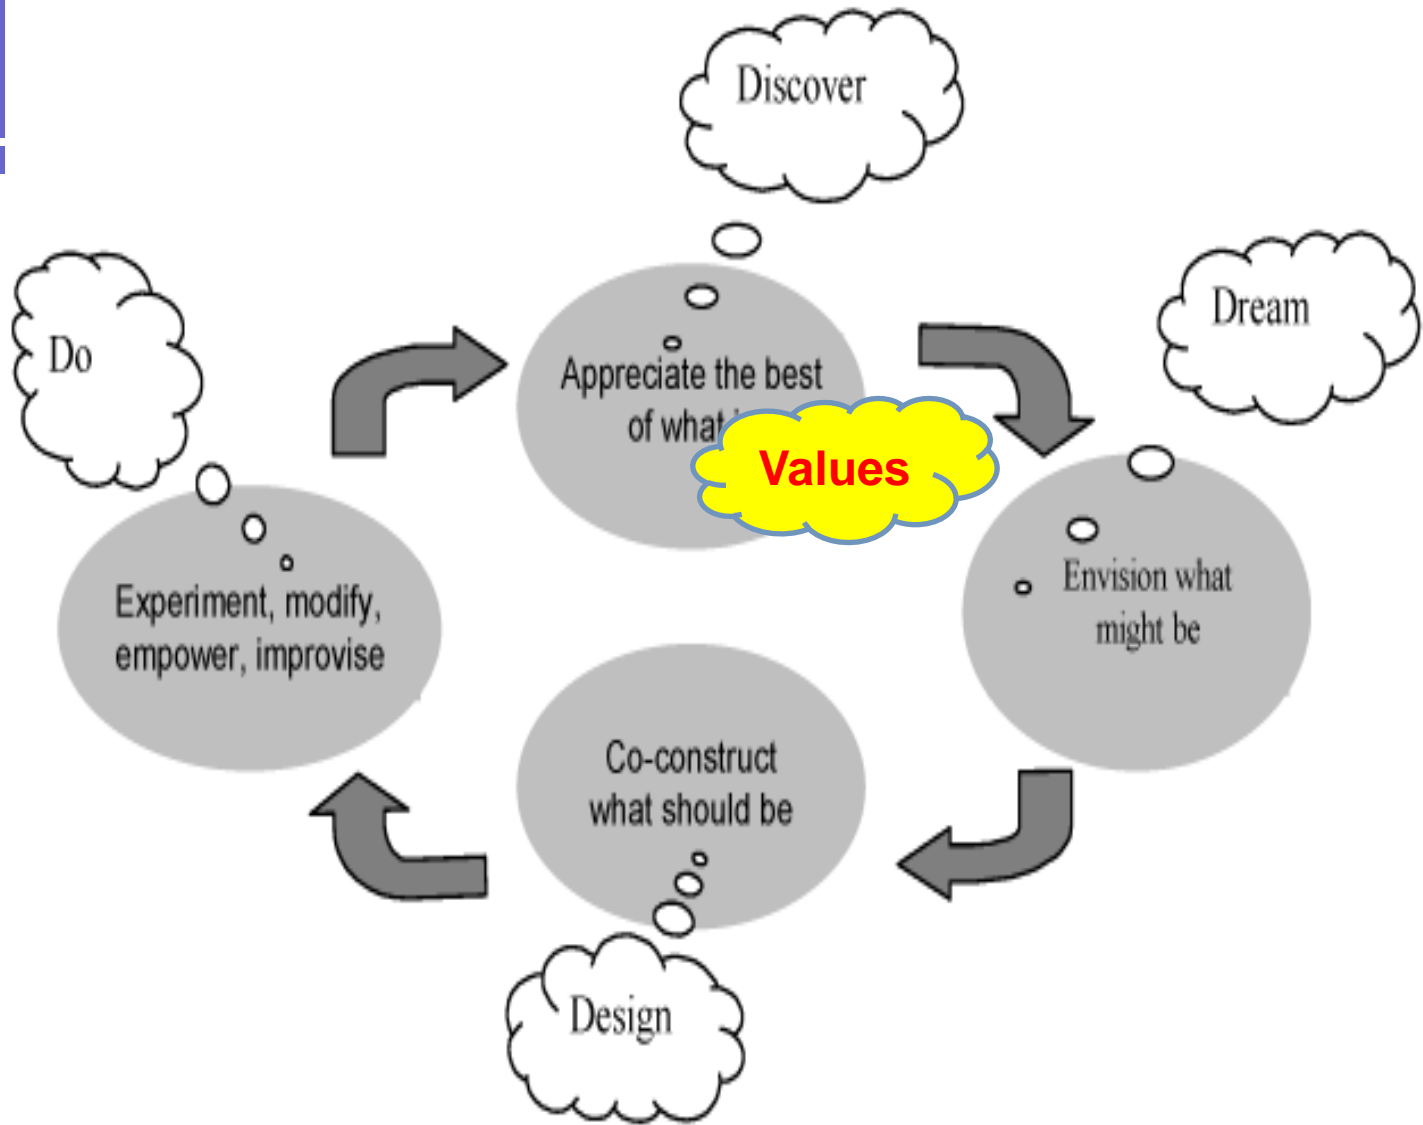 Discover
Dream
Do
Appreciate the best
of what
Values
Experiment, modify,
empower, improvise
Envision what
might be
Co-construct
what should be
Design